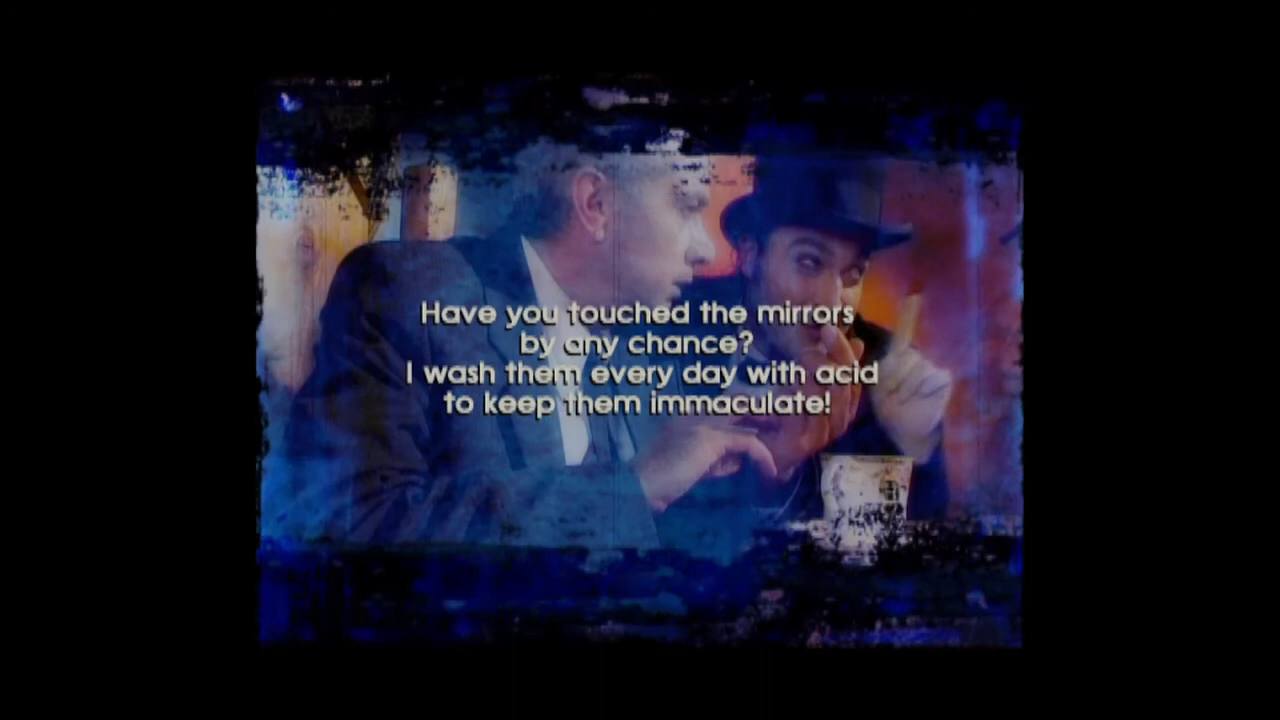 Have you touched the mirrors
by any chance?
I wash them every day with acid
to keep them immaculate!